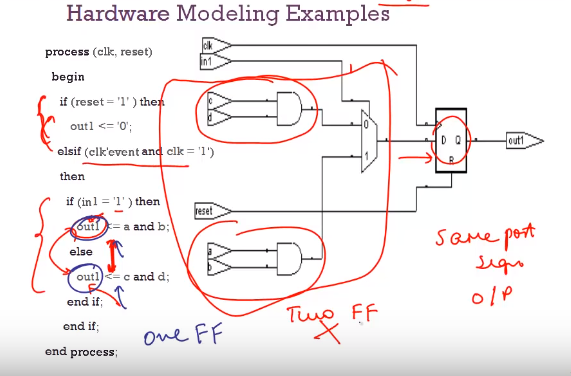 Hardware Modeling Examples
process (clk, reset)
begin
if (reset = '1' ) then
out1 <= '0';
elsif (clk'event and clk = '1')
then
if (in1 = '1' ) then
out1 <= a and b;
else
out1 <= c and d;
end if;
end if;
end process;
clk
in1
c
d
0
1
reset
a
b
D Q
R
out1
same port
signs
O/P
one FF
Two FF